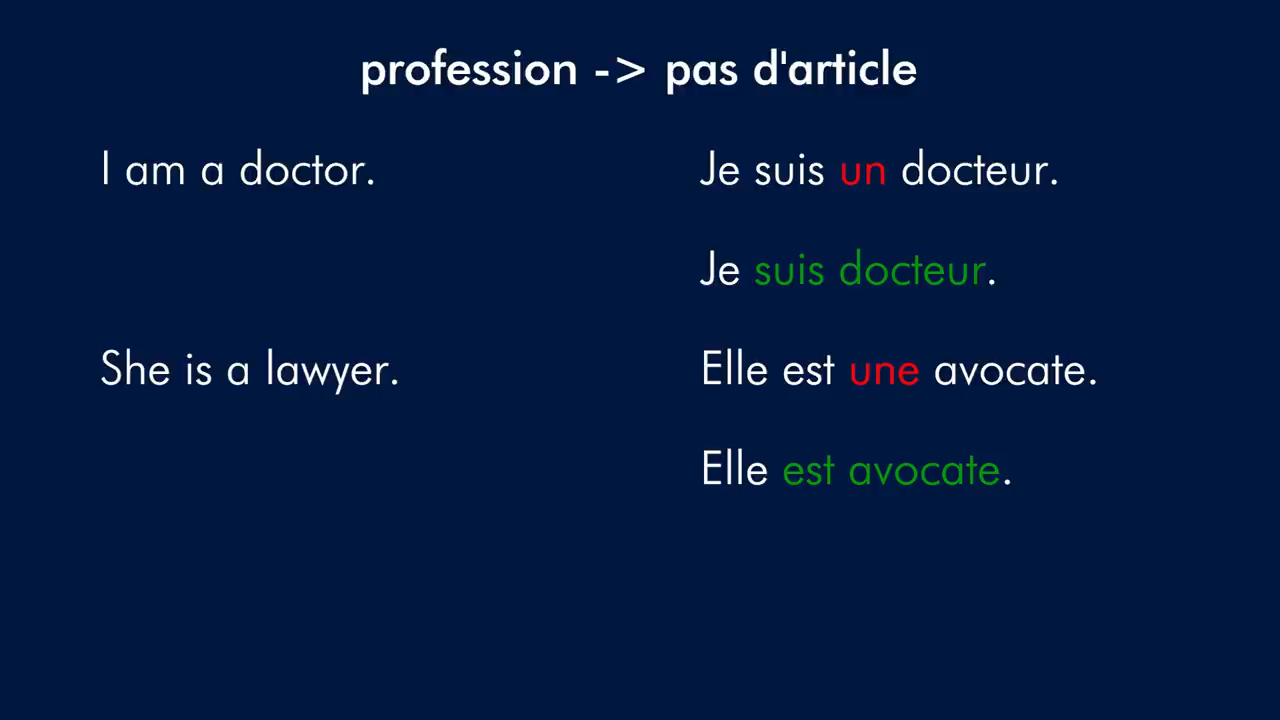 profession -> pas d'article
I am a doctor. Je suis un docteur.
Je suis docteur.
She is a lawyer. Elle est une avocate.
Elle est avocate.